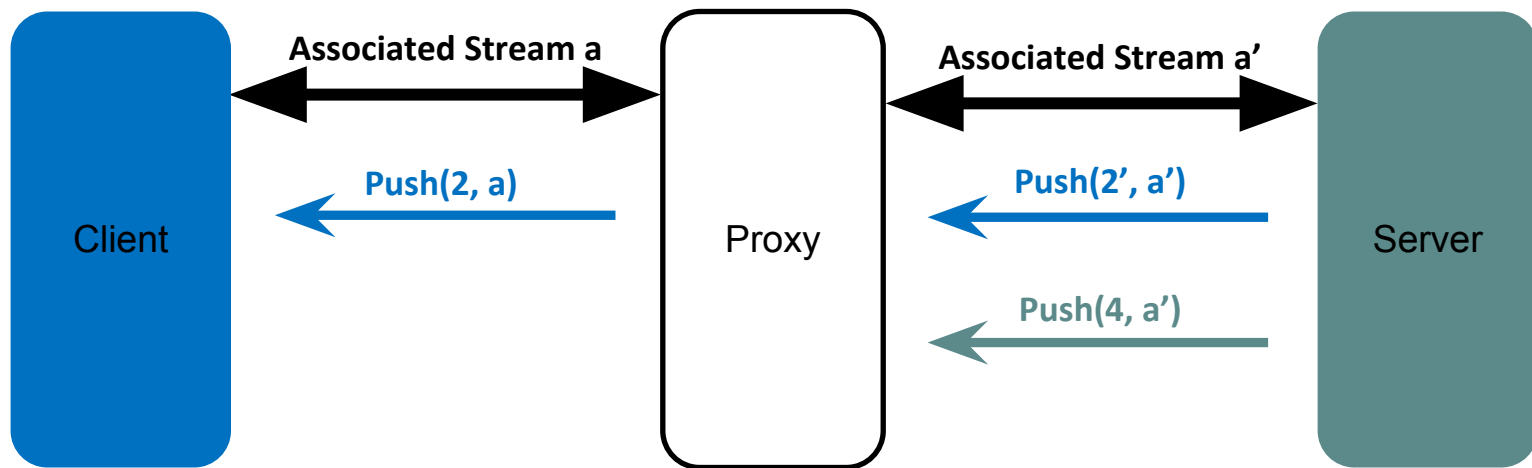 Associated Stream a
Associated Stream a’
Push(2, a)
Push(2’, a’)
Client
Proxy
Server
Push(4, a’)